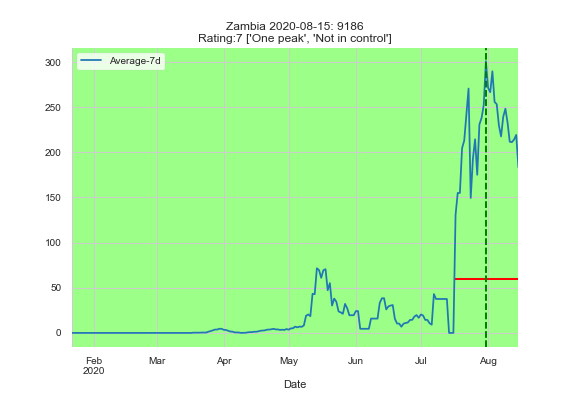 Zambia 2020-08-15: 9186
Rating:7 ['One peak', 'Not in control']
Average-7d
300
250
200
150
100
50
0
Feb
2020
Mar
Apr
May
Jun
Jul
Aug
Date